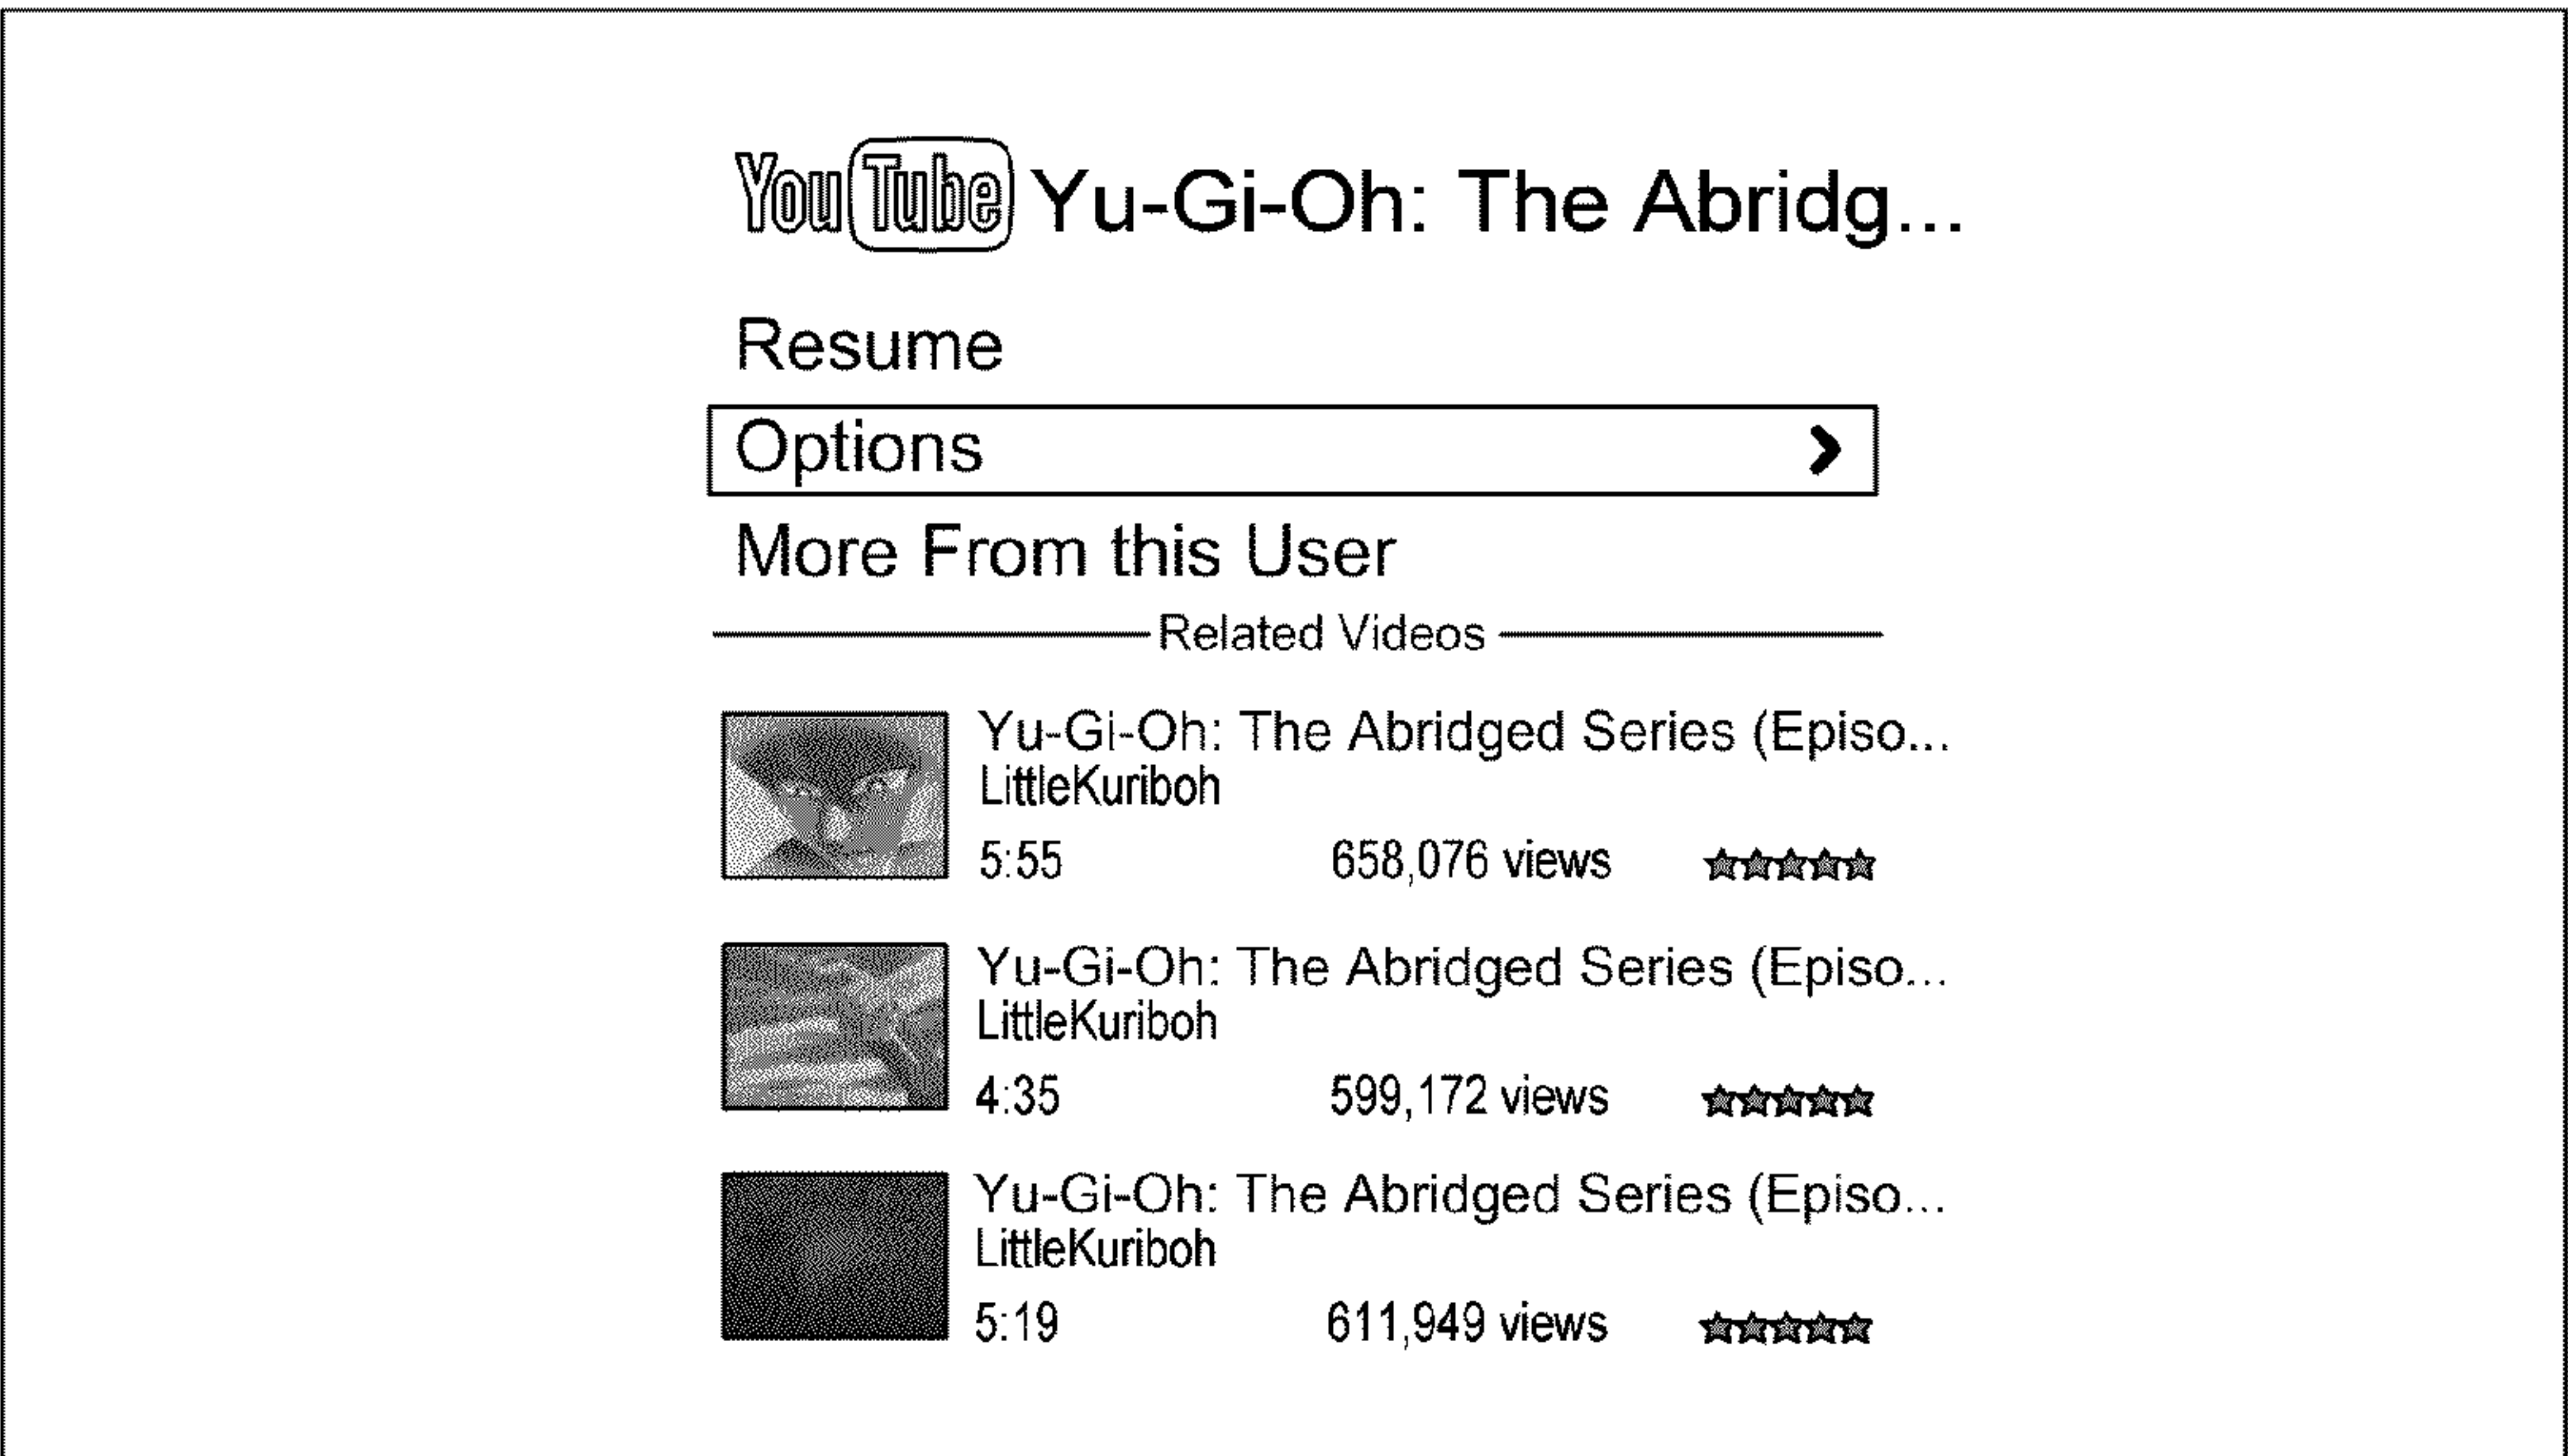 YouTube Yu-Gi-Oh: The Abridg...
Resume
Options
More From this User
Related Videos
Yu-Gi-Oh: The Abridged Series (Episo...
LittleKuriboh
5:55 658,076 views
Yu-Gi-Oh: The Abridged Series (Episo...
LittleKuriboh
4:35 599,172 views
Yu-Gi-Oh: The Abridged Series (Episo...
LittleKuriboh
5:19 611,949 views